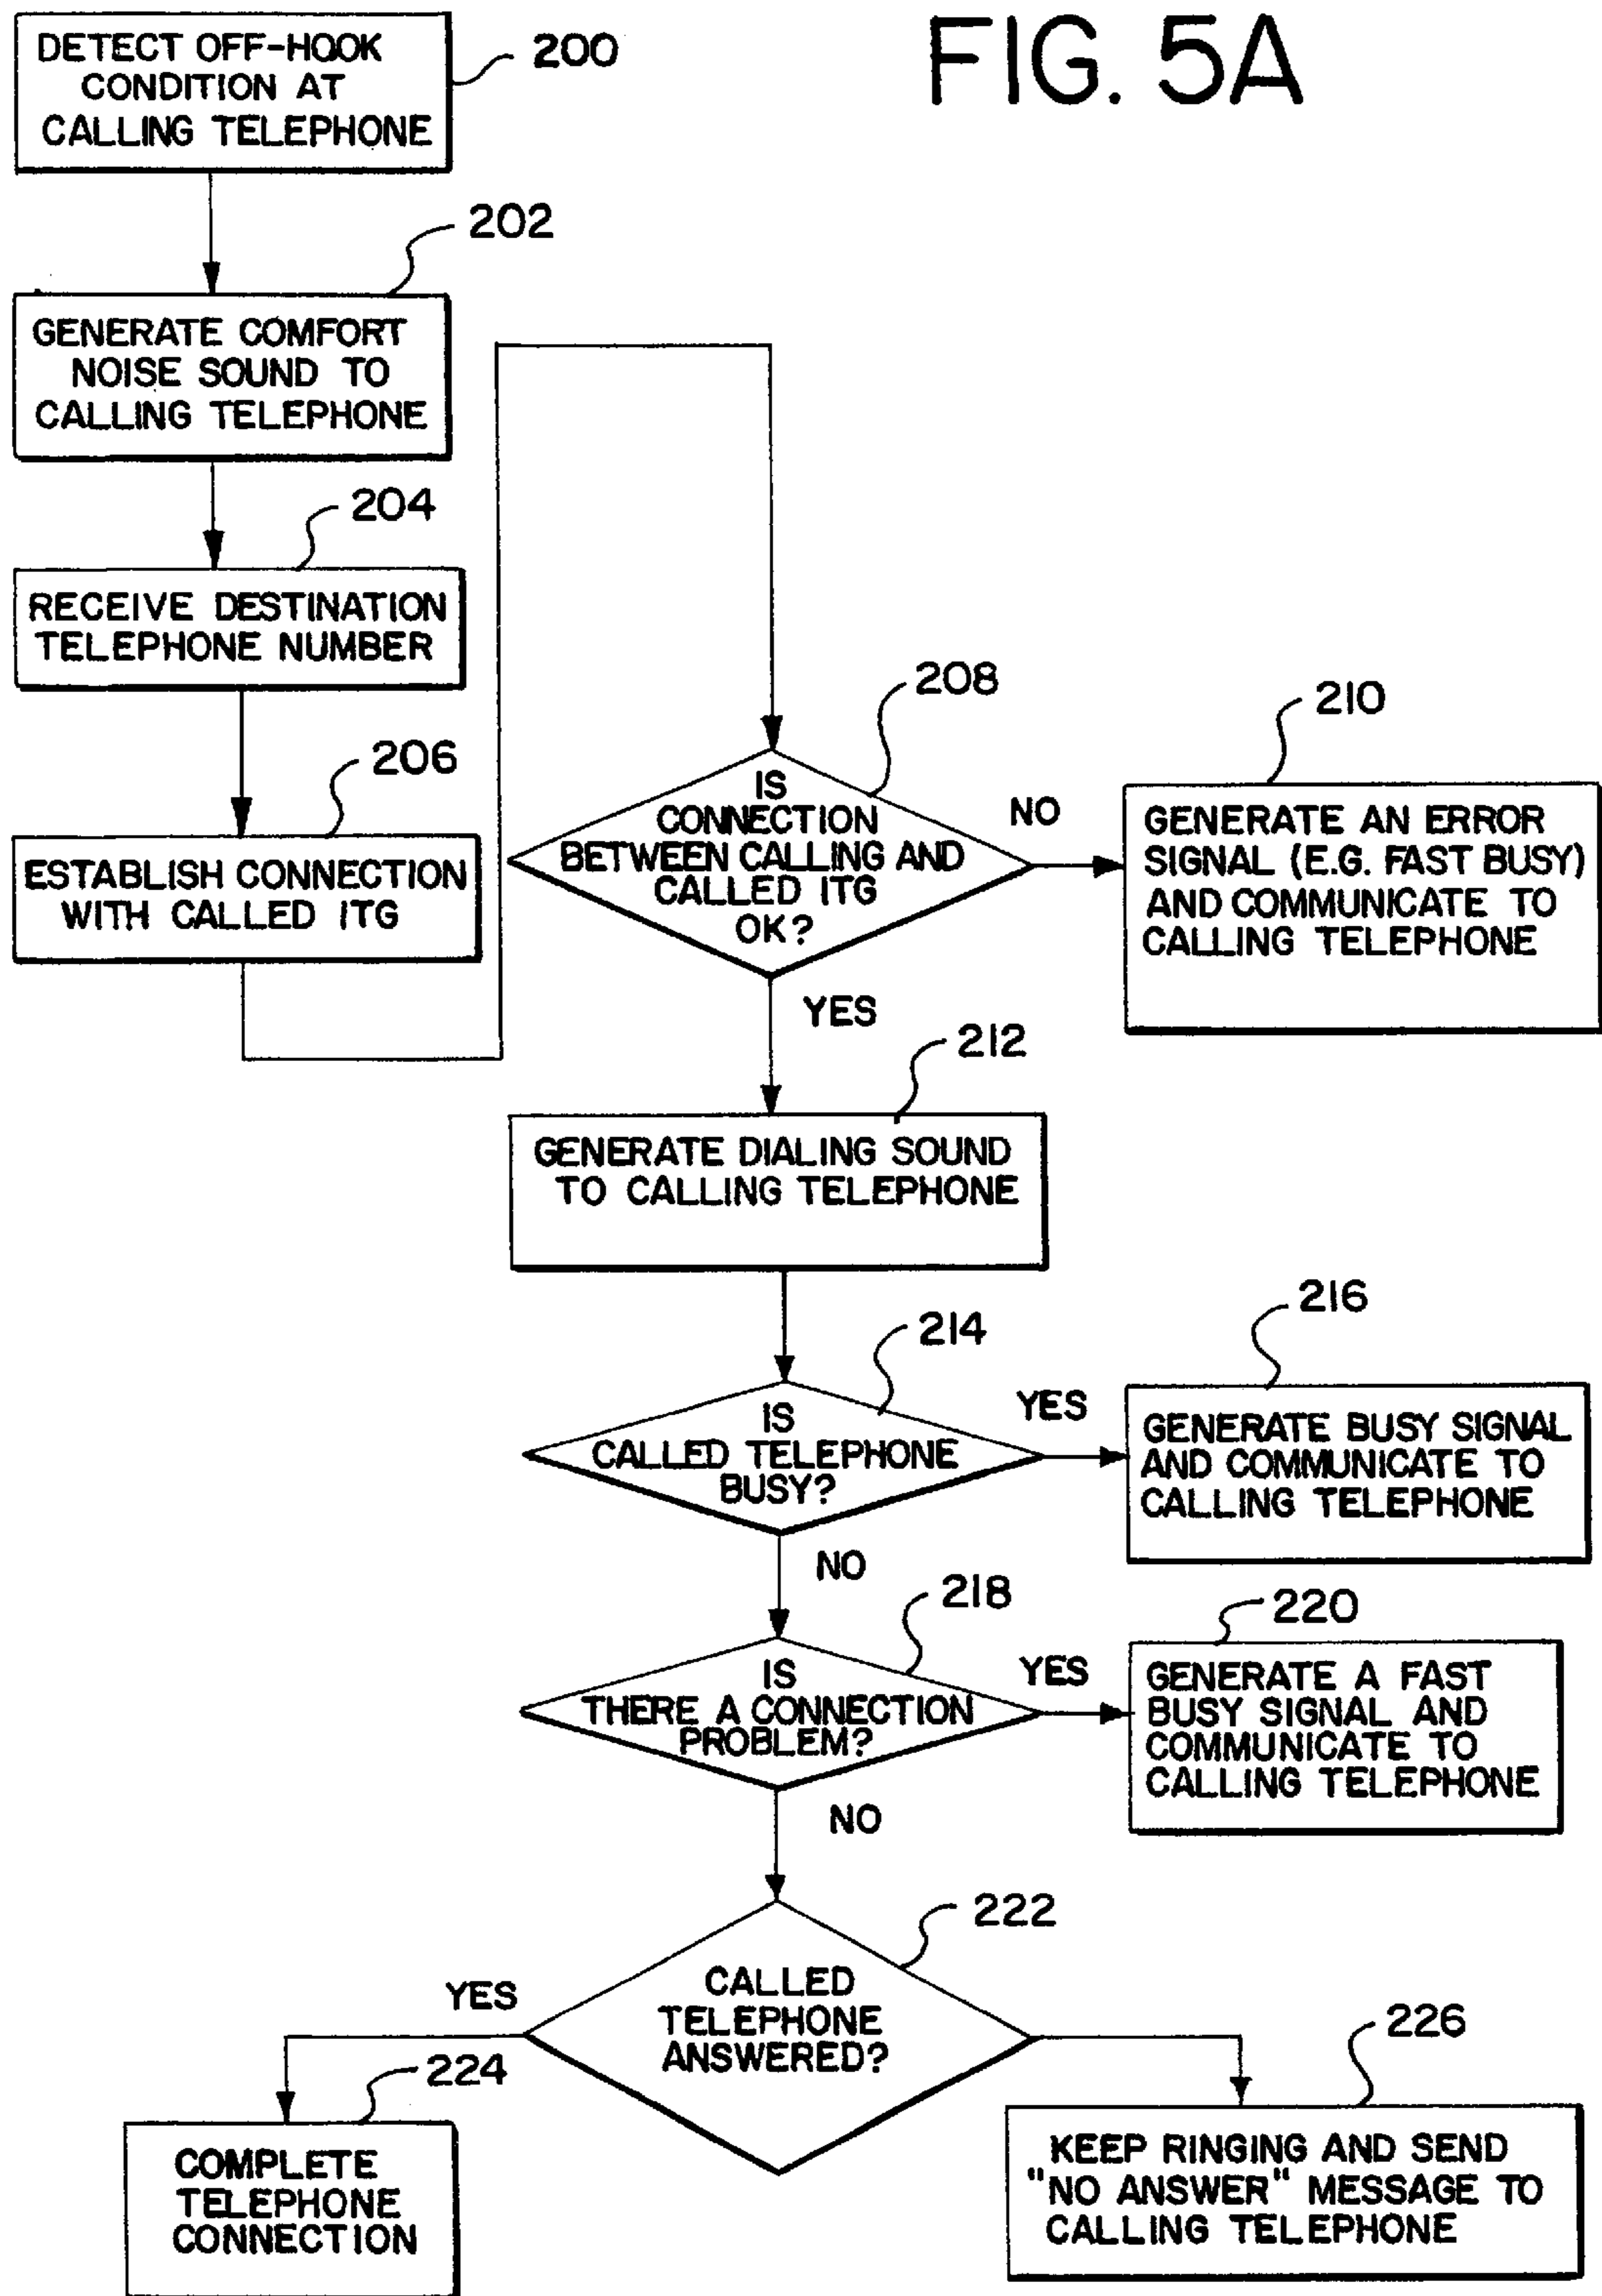 FIG. 5A
DETECT OFF-HOOK
CONDITION AT
CALLING TELEPHONE
200
202
GENERATE COMFORT
NOISE SOUND TO
CALLING TELEPHONE
204
RECEIVE DESTINATION
TELEPHONE NUMBER
206
ESTABLISH CONNECTION
WITH CALLED ITG
208
IS
CONNECTION
BETWEEN CALLING AND
CALLED ITG
OK?
NO
210
GENERATE AN ERROR
SIGNAL (E.G. FAST BUSY)
AND COMMUNICATE TO
CALLING TELEPHONE
YES
212
GENERATE DIALING SOUND
TO CALLING TELEPHONE
214
IS
CALLED TELEPHONE
BUSY?
YES
216
GENERATE BUSY SIGNAL
AND COMMUNICATE TO
CALLING TELEPHONE
NO
218
IS
THERE A CONNECTION
PROBLEM?
YES
220
GENERATE A FAST
BUSY SIGNAL AND
COMMUNICATE TO
CALLING TELEPHONE
NO
222
CALLED
TELEPHONE
ANSWERED?
YES
224
COMPLETE
TELEPHONE
CONNECTION
226
KEEP RINGING AND SEND
"NO ANSWER" MESSAGE TO
CALLING TELEPHONE